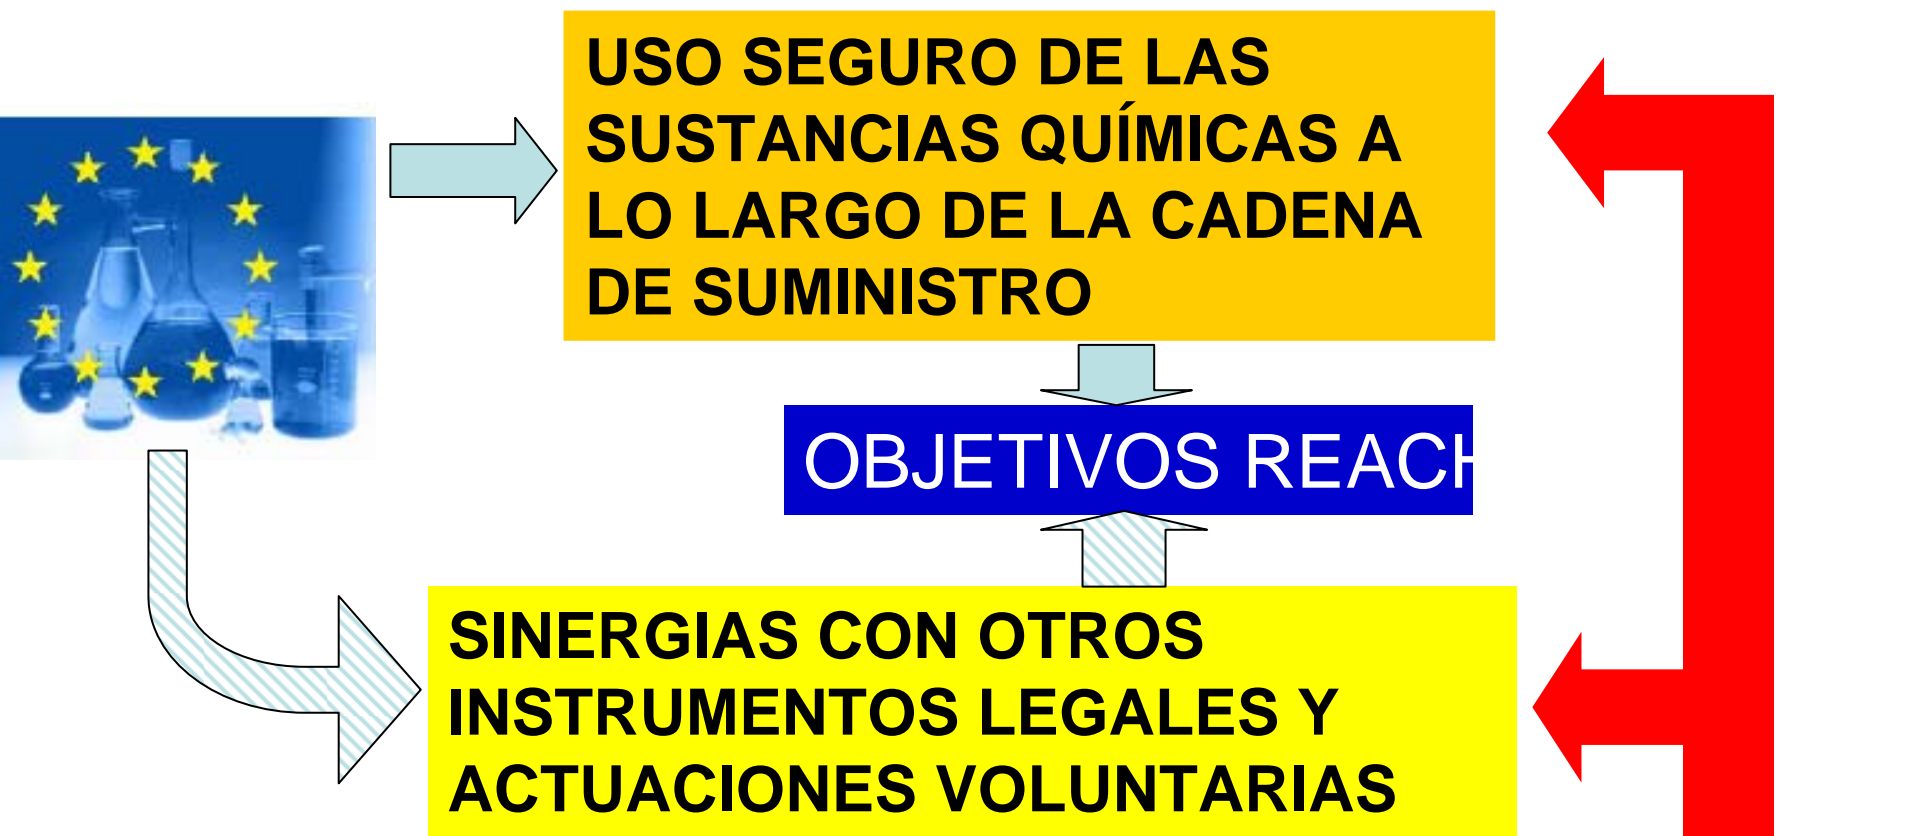 USO SEGURO DE LAS
SUSTANCIAS QUÍMICAS A
LO LARGO DE LA CADENA
DE SUMINISTRO
OBJETIVOS REACH
SINERGIAS CON OTROS
INSTRUMENTOS LEGALES Y
ACTUACIONES VOLUNTARIAS